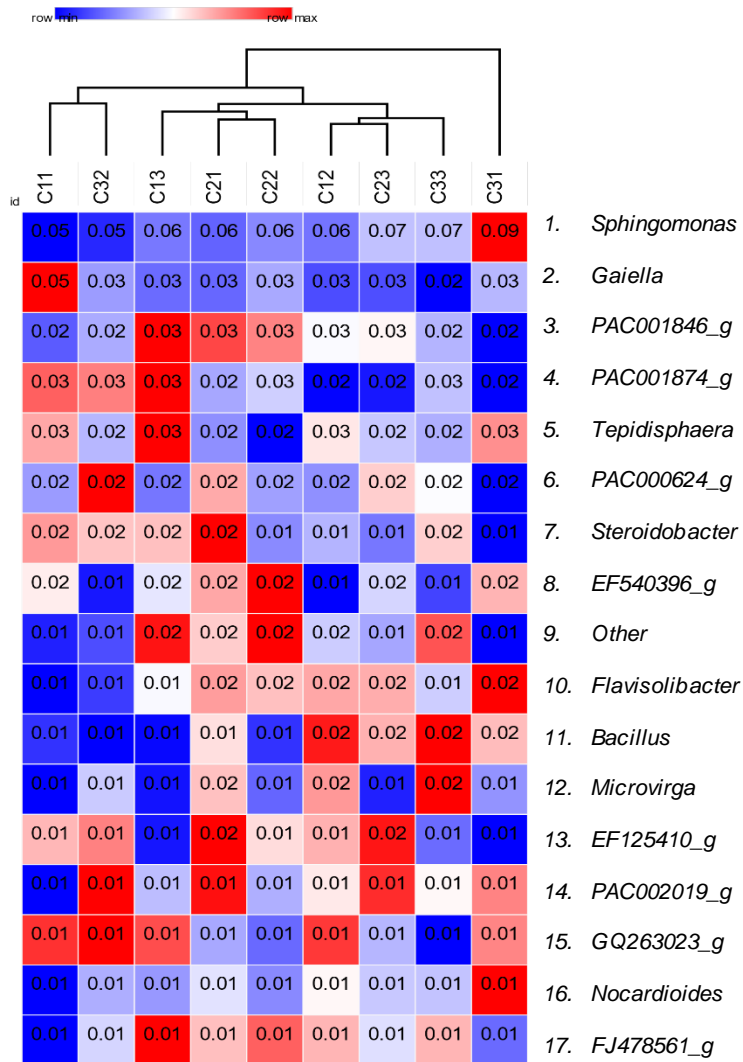 row min row max
C11 C32 C13 C21 C22 C12 C23 C33 C31
id
0.05 0.05 0.06 0.06 0.06 0.06 0.07 0.07 0.09 1. Sphingomonas
0.05 0.03 0.03 0.03 0.03 0.03 0.03 0.02 0.03 2. Gaiella
0.02 0.02 0.03 0.03 0.03 0.03 0.03 0.02 0.02 3. PAC001846_g
0.03 0.03 0.03 0.02 0.03 0.02 0.02 0.03 0.02 4. PAC001874_g
0.03 0.02 0.03 0.02 0.02 0.03 0.02 0.02 0.03 5. Tepidisphaera
0.02 0.02 0.02 0.02 0.02 0.02 0.02 0.02 0.02 6. PAC000624_g
0.02 0.02 0.02 0.02 0.01 0.01 0.01 0.02 0.01 7. Steroidobacter
0.02 0.01 0.02 0.02 0.02 0.01 0.02 0.01 0.02 8. EF540396_g
0.01 0.01 0.02 0.02 0.02 0.02 0.01 0.02 0.01 9. Other
0.01 0.01 0.01 0.02 0.02 0.02 0.02 0.01 0.02 10. Flavisolibacter
0.01 0.01 0.01 0.01 0.01 0.02 0.02 0.02 0.02 11. Bacillus
0.01 0.01 0.01 0.02 0.01 0.02 0.01 0.02 0.01 12. Microvirga
0.01 0.01 0.01 0.02 0.01 0.01 0.02 0.01 0.01 13. EF125410_g
0.01 0.01 0.01 0.01 0.01 0.01 0.01 0.01 0.01 14. PAC002019_g
0.01 0.01 0.01 0.01 0.01 0.01 0.01 0.01 0.01 15. GQ263023_g
0.01 0.01 0.01 0.01 0.01 0.01 0.01 0.01 0.01 16. Nocardioides
0.01 0.01 0.01 0.01 0.01 0.01 0.01 0.01 0.01 17. FJ478561_g